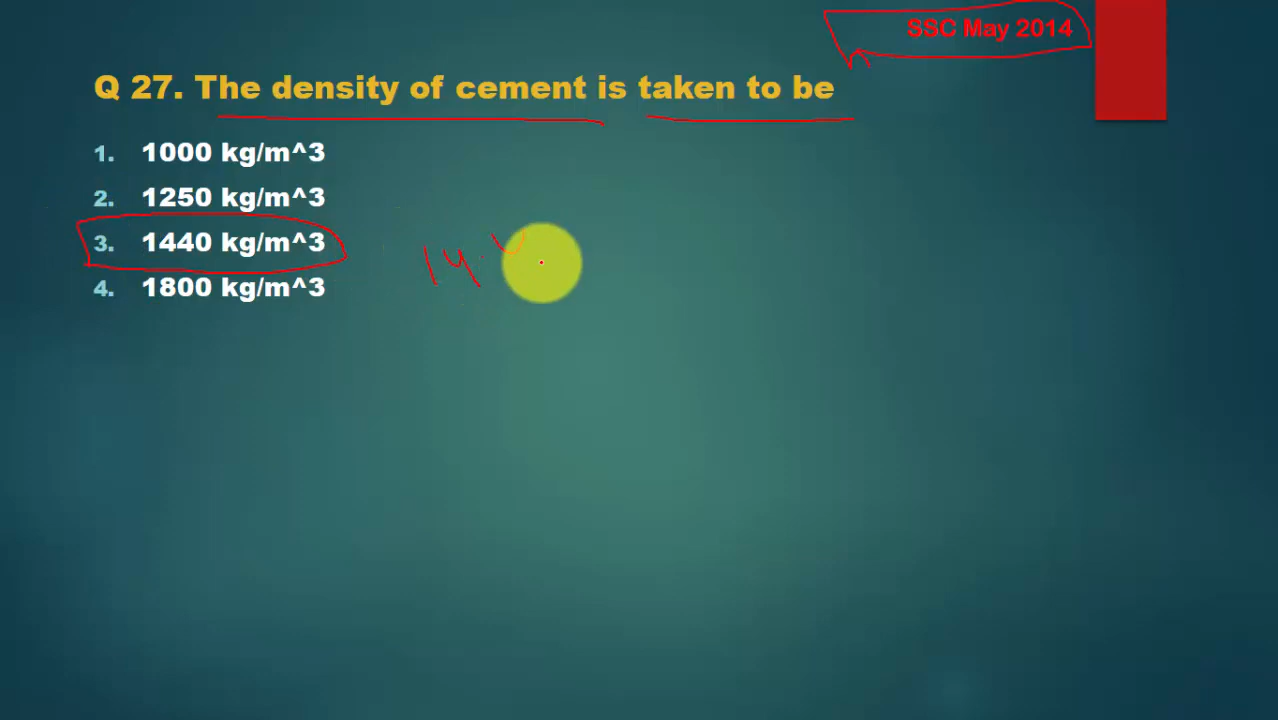 SSC May 2014
Q 27. The density of cement is taken to be
1. 1000 kg/m^3
2. 1250 kg/m^3
3. 1440 kg/m^3
4. 1800 kg/m^3
14